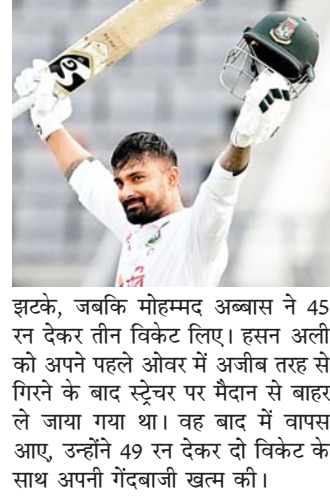 झटके, जबकि मोहम्मद अब्बास ने 45
रन देकर तीन विकेट लिए। हसन अली
को अपने पहले ओवर में अजीब तरह से
गिरने के बाद स्ट्रेचर पर मैदान से बाहर
ले जाया गया था। वह बाद में वापस
आए, उन्होंने 49 रन देकर दो विकेट के
साथ अपनी गेंदबाजी खत्म की।